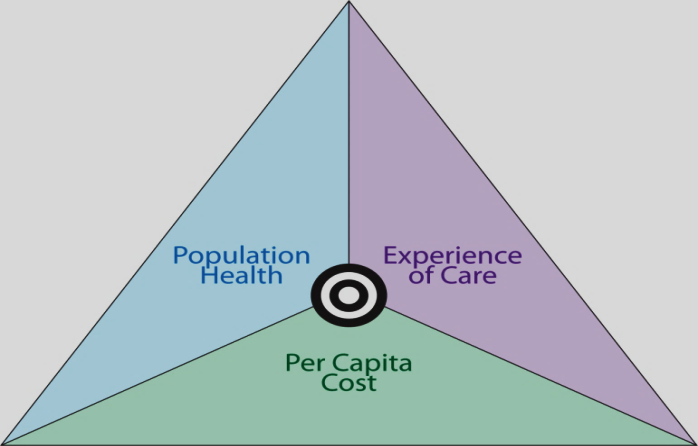 Population
Health
Experience
of Care
Per Capita
Cost